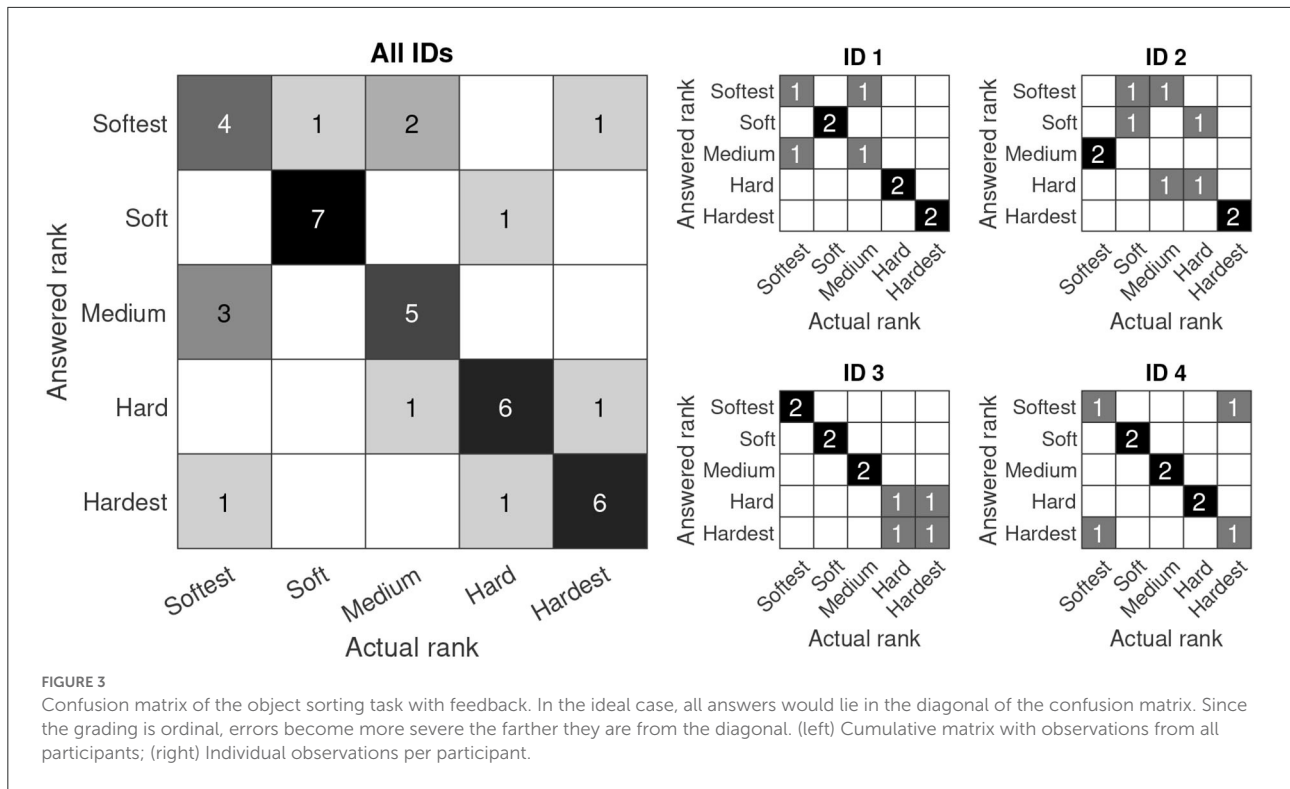 All IDs
Answered rank
Softest 4 1 2 1
Soft 7 1
Medium 3 5
Hard 1 6 1
Hardest 1 1 6
Softest Soft Medium Hard Hardest
Actual rank
ID 1
Answered rank
Softest 1 1
Soft 2
Medium 1 1
Hard 2
Hardest 2
Softest Soft Medium Hard Hardest
Actual rank
ID 2
Answered rank
Softest 1 1
Soft 1 1
Medium 2
Hard 1 1
Hardest 2
Softest Soft Medium Hard Hardest
Actual rank
ID 3
Answered rank
Softest 2
Soft 2
Medium 2
Hard 1 1
Hardest 1 1
Softest Soft Medium Hard Hardest
Actual rank
ID 4
Answered rank
Softest 1 1
Soft 2
Medium 2
Hard 2
Hardest 1 1
Softest Soft Medium Hard Hardest
Actual rank
FIGURE 3
Confusion matrix of the object sorting task with feedback. In the ideal case, all answers would lie in the diagonal of the confusion matrix. Since
the grading is ordinal, errors become more severe the farther they are from the diagonal. (left) Cumulative matrix with observations from all
participants; (right) Individual observations per participant.